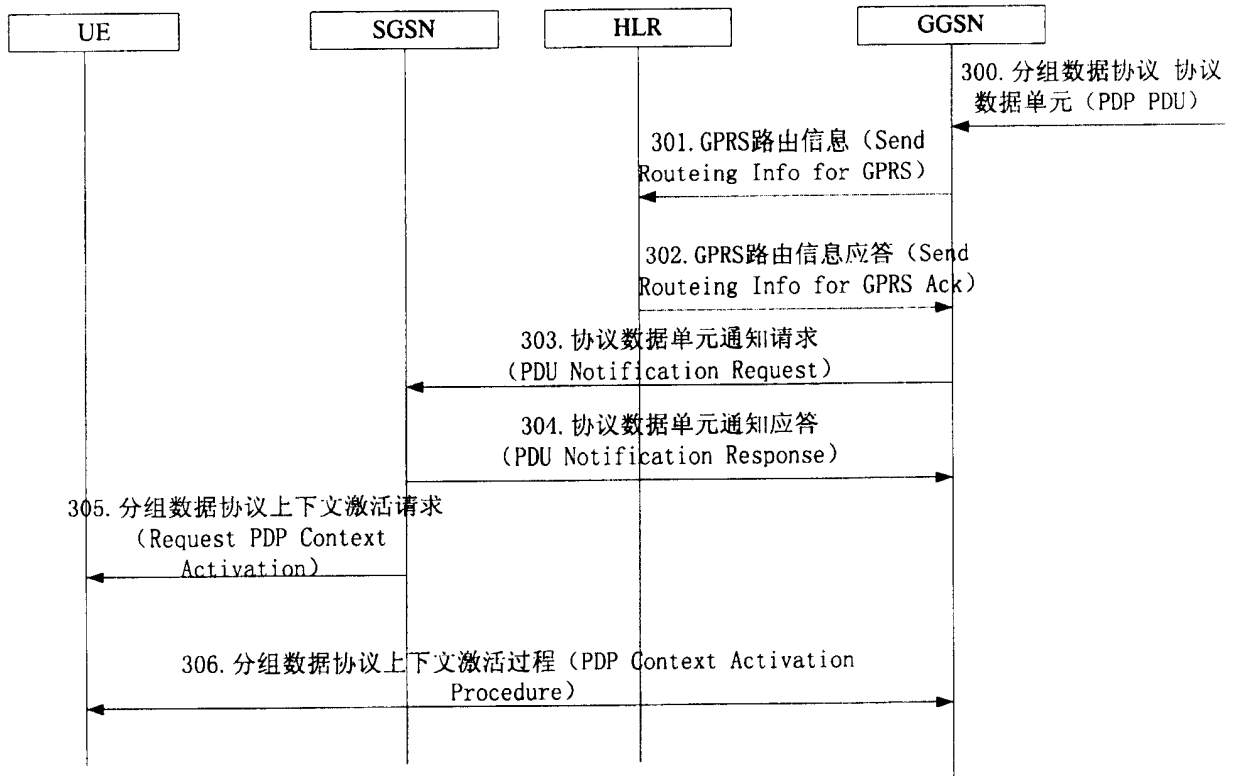 UE
SGSN
HLR
GGSN
300.分组数据协议 协议
数据单元（PDP PDU）
301.GPRS路由信息（Send
Routeing Info for GPRS）
302.GPRS路由信息应答（Send
Routeing Info for GPRS Ack）
303.协议数据单元通知请求
（PDU Notification Request）
304.协议数据单元通知应答
（PDU Notification Response）
305.分组数据协议上下文激活请求
（Request PDP Context
Activation）
306.分组数据协议上下文激活过程（PDP Context Activation
Procedure）